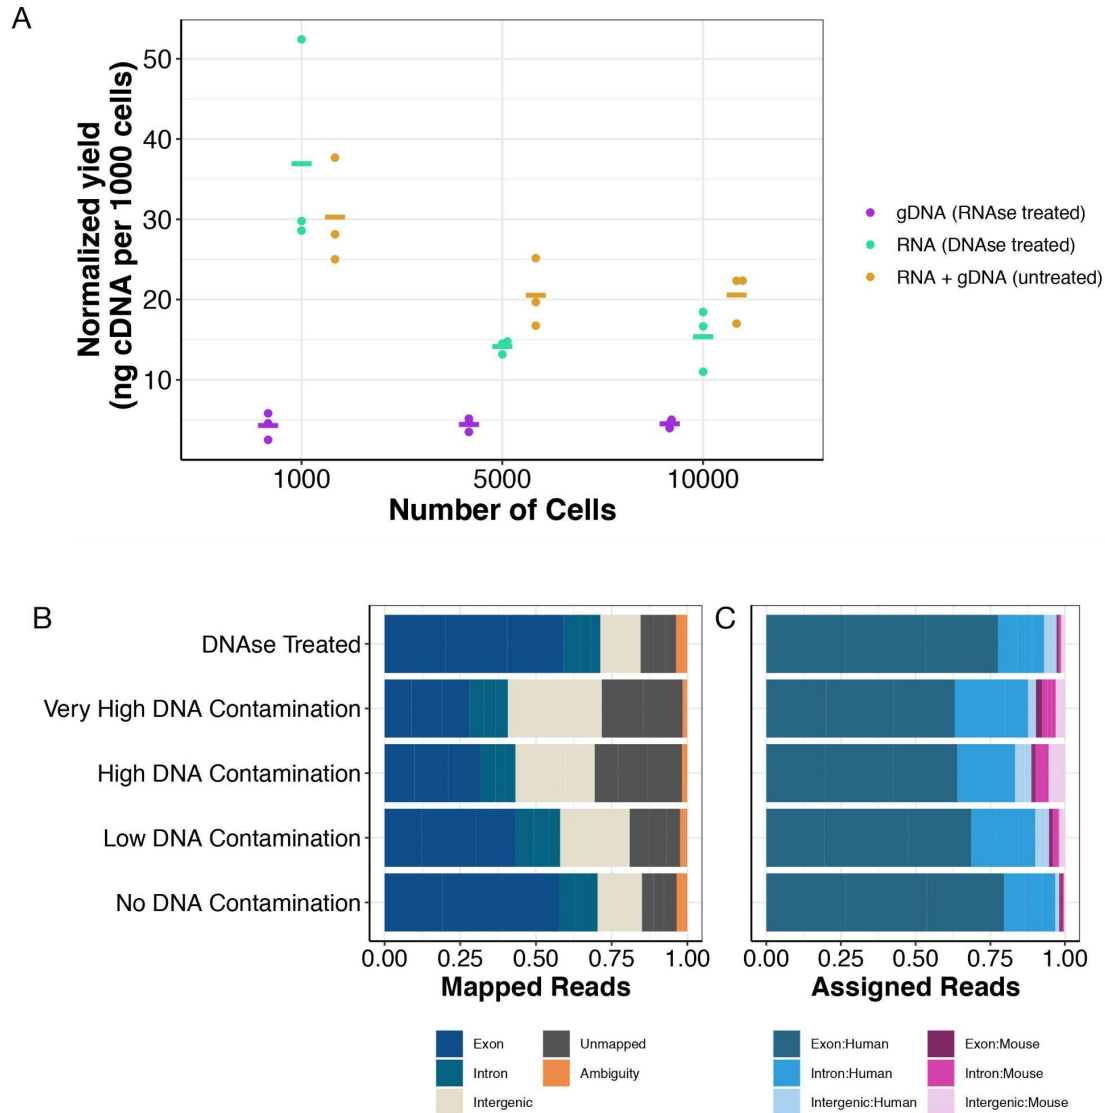 A
Normalized yield
(ng cDNA per 1000 cells)
50
40
30
20
10
1000
5000
10000
Number of Cells
gDNA (RNAse treated)
RNA (DNAse treated)
RNA + gDNA (untreated)
B
DNAse Treated
Very High DNA Contamination
High DNA Contamination
Low DNA Contamination
No DNA Contamination
0.00 0.25 0.50 0.75 1.00
Mapped Reads
Exon
Intron
Intergenic
Unmapped
Ambiguity
C
0.00 0.25 0.50 0.75 1.00
Assigned Reads
Exon:Human
Intron:Human
Intergenic:Human
Exon:Mouse
Intron:Mouse
Intergenic:Mouse